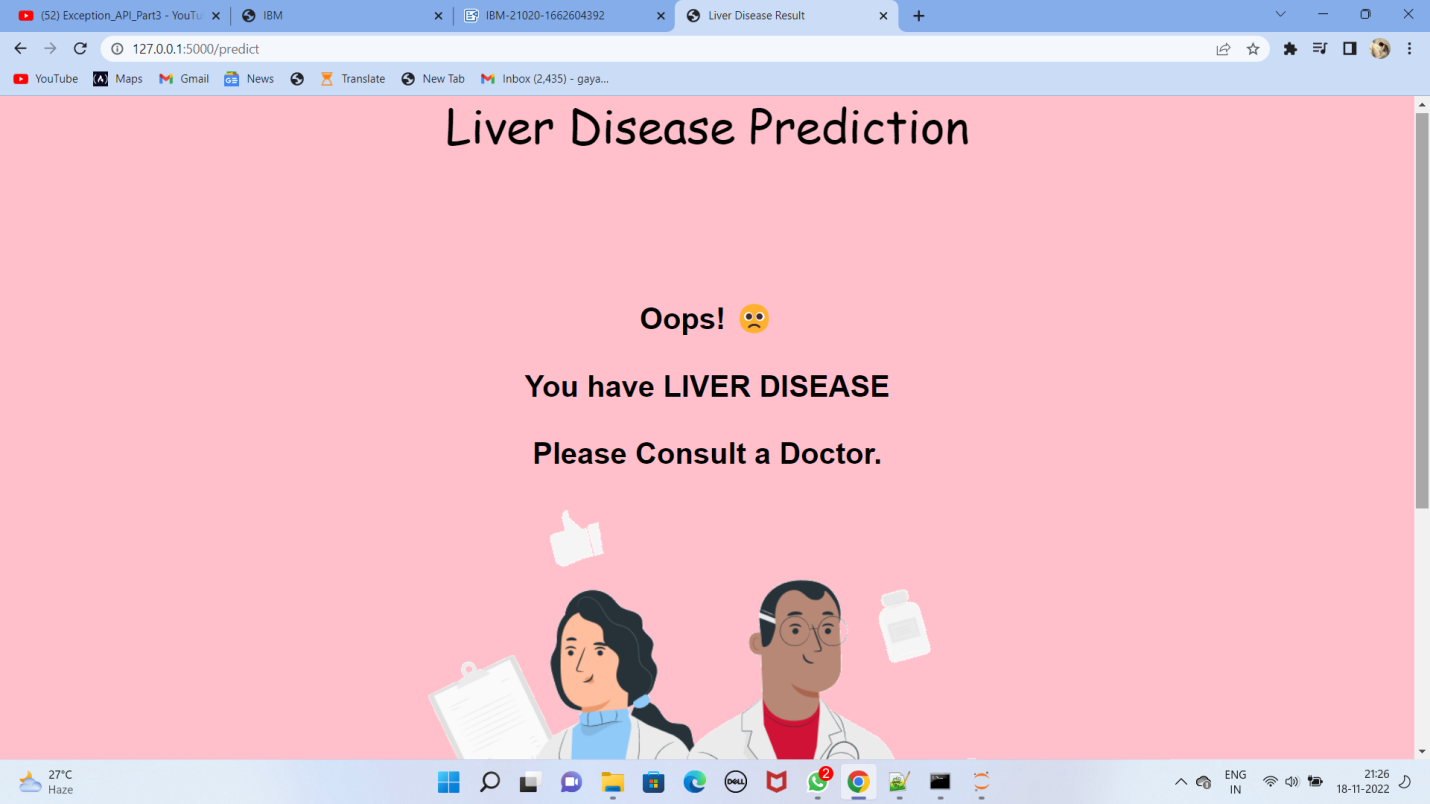 (52) Exception_API_Part3 - YouTu
IBM
IBM-21020-1662604392
Liver Disease Result
127.0.0.1:5000/predict
YouTube
Maps
Gmail
News
Translate
New Tab
Inbox (2,435) - gaya...
Liver Disease Prediction
Oops!
You have LIVER DISEASE
Please Consult a Doctor.
27°C
Haze
DELL
2
ENG
IN
21:26
18-11-2022